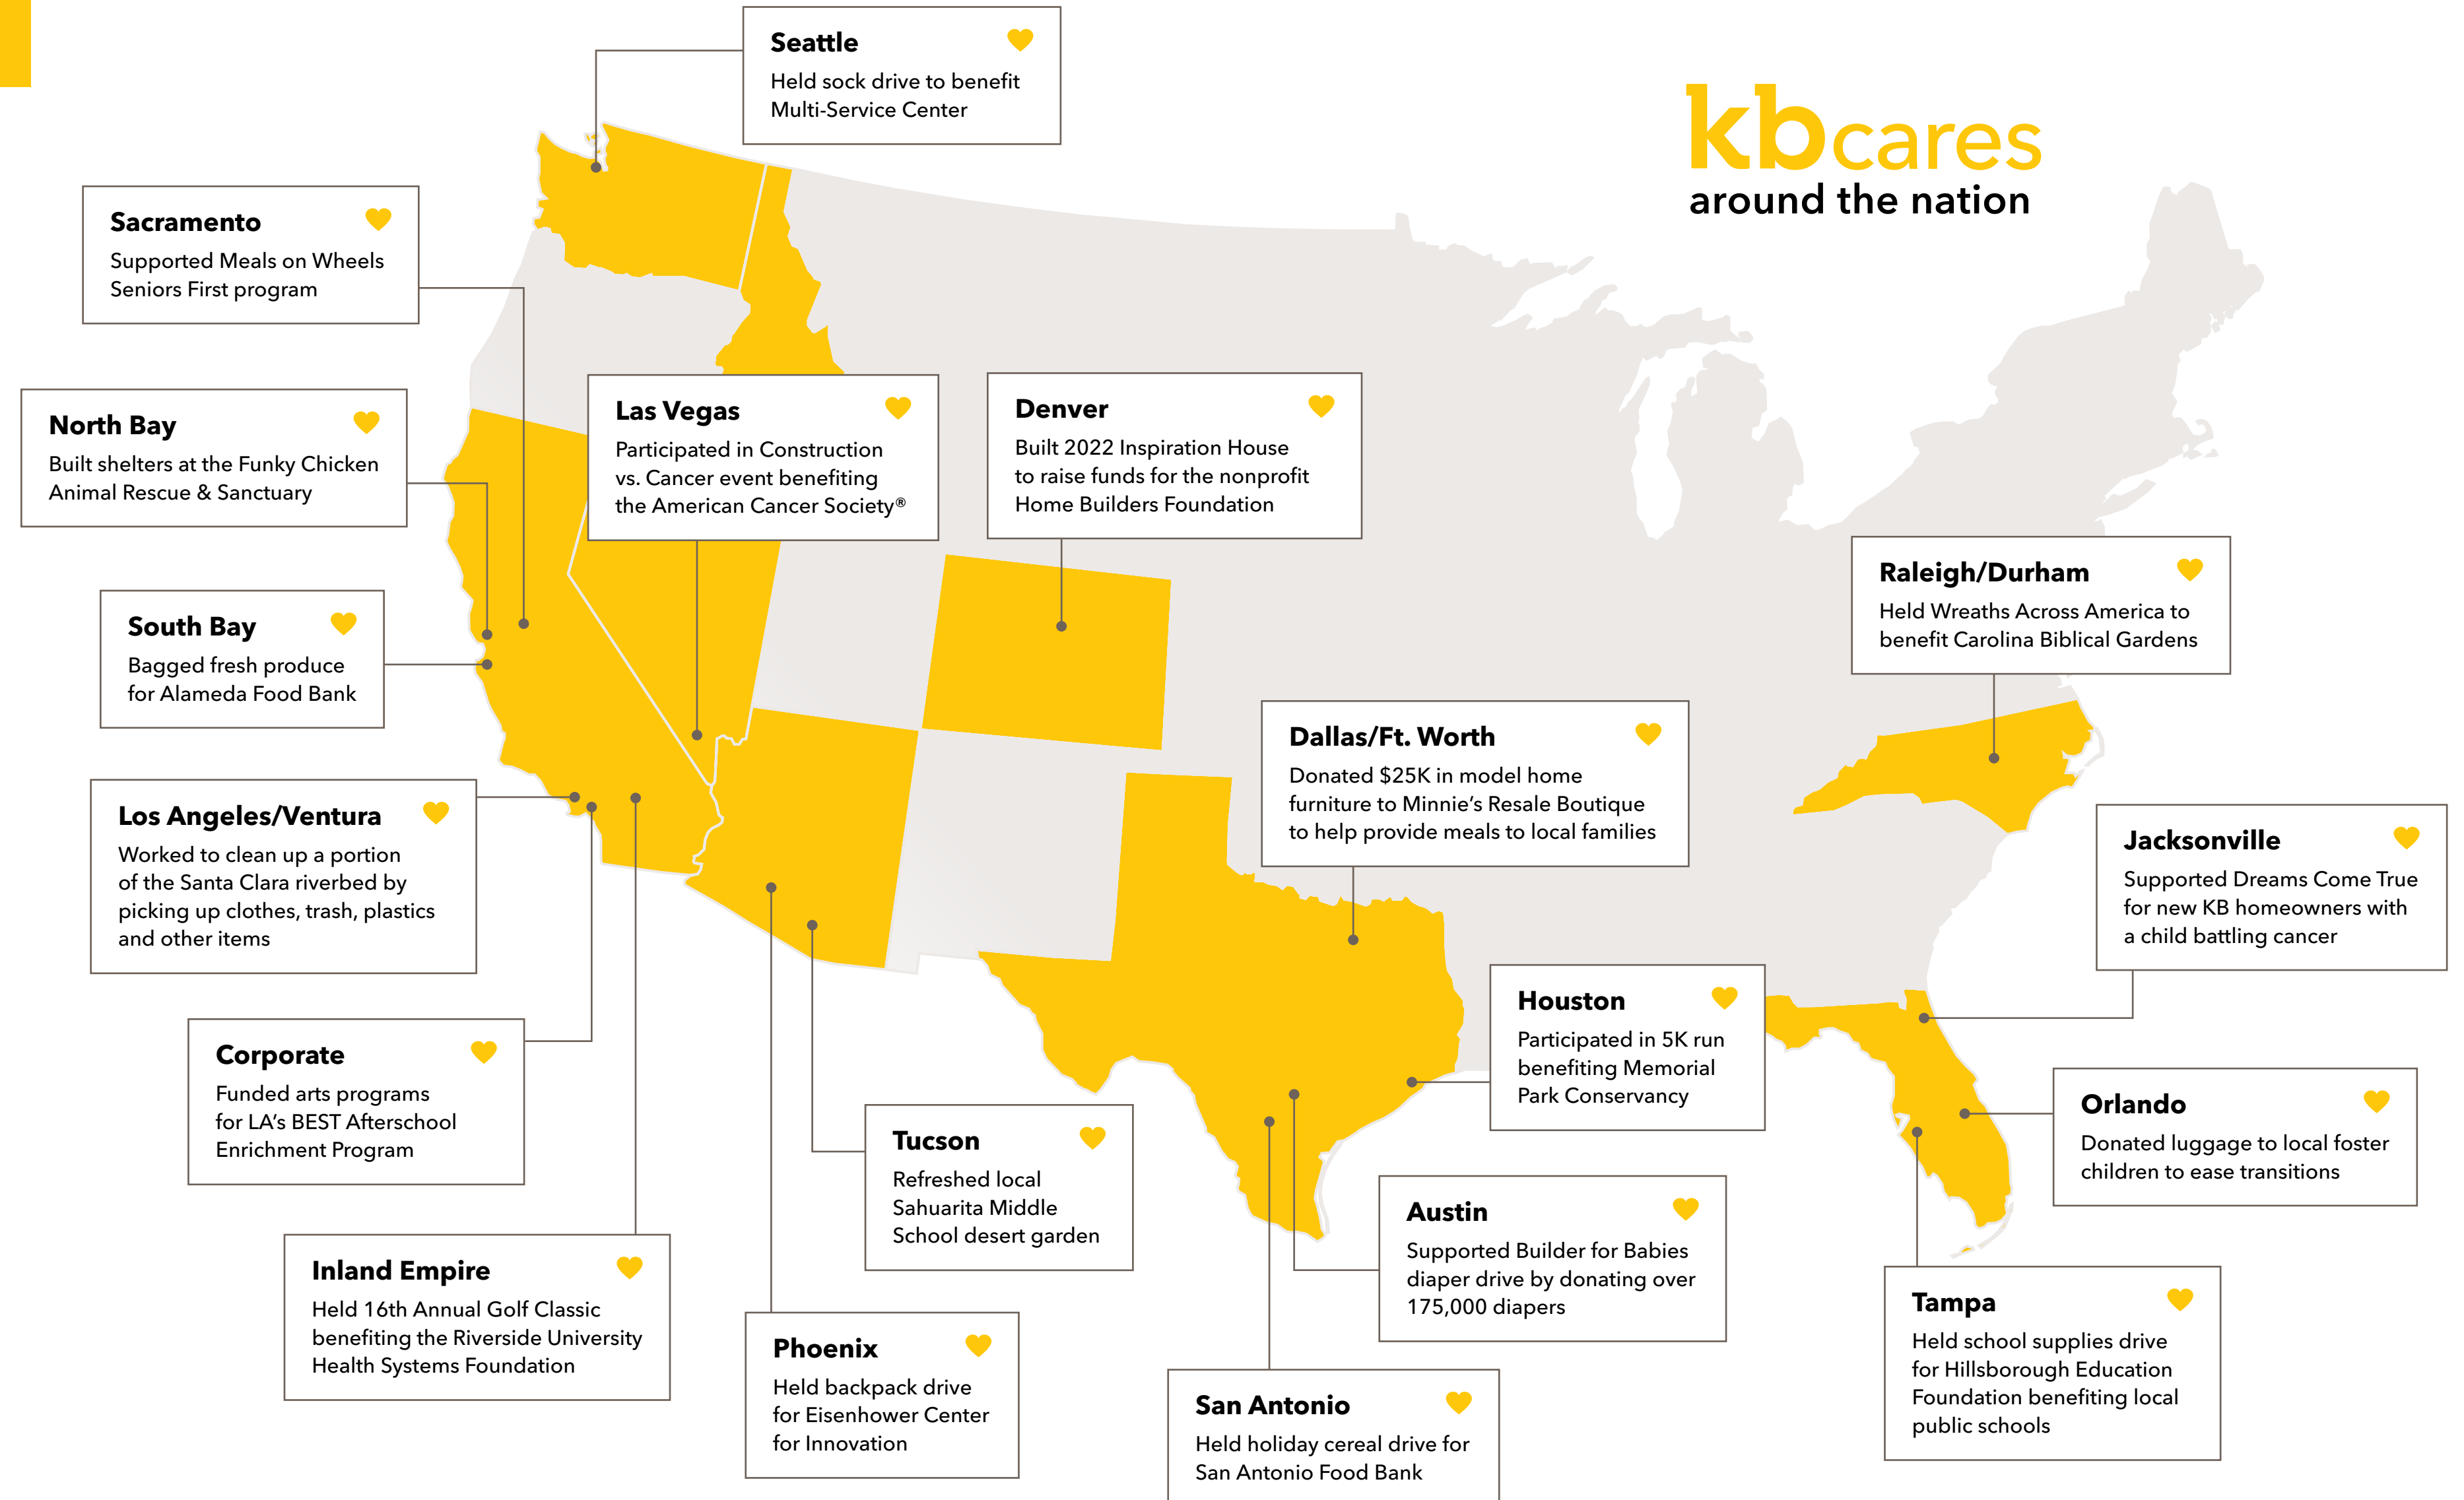 kbcares
around the nation
Seattle
Held sock drive to benefit
Multi-Service Center
Sacramento
Supported Meals on Wheels
Seniors First program
North Bay
Built shelters at the Funky Chicken
Animal Rescue & Sanctuary
Las Vegas
Participated in Construction
vs. Cancer event benefiting
the American Cancer Society®
Denver
Built 2022 Inspiration House
to raise funds for the nonprofit
Home Builders Foundation
Raleigh/Durham
Held Wreaths Across America to
benefit Carolina Biblical Gardens
South Bay
Bagged fresh produce
for Alameda Food Bank
Dallas/Ft. Worth
Donated $25K in model home
furniture to Minnie’s Resale Boutique
to help provide meals to local families
Los Angeles/Ventura
Worked to clean up a portion
of the Santa Clara riverbed by
picking up clothes, trash, plastics
and other items
Jacksonville
Supported Dreams Come True
for new KB homeowners with
a child battling cancer
Houston
Participated in 5K run
benefiting Memorial
Park Conservancy
Corporate
Funded arts programs
for LA’s BEST Afterschool
Enrichment Program
Orlando
Donated luggage to local foster
children to ease transitions
Tucson
Refreshed local
Sahuarita Middle
School desert garden
Austin
Supported Builder for Babies
diaper drive by donating over
175,000 diapers
Inland Empire
Held 16th Annual Golf Classic
benefiting the Riverside University
Health Systems Foundation
Tampa
Held school supplies drive
for Hillsborough Education
Foundation benefiting local
public schools
Phoenix
Held backpack drive
for Eisenhower Center
for Innovation
San Antonio
Held holiday cereal drive for
San Antonio Food Bank